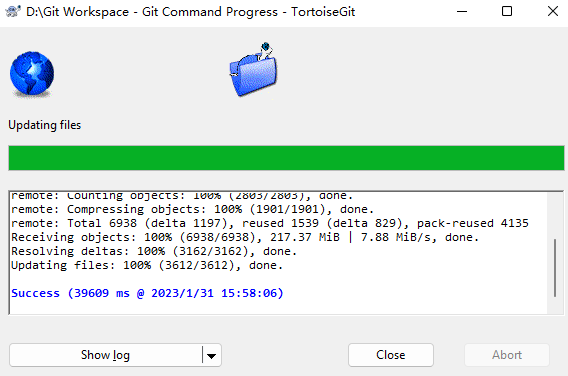 D:\Git Workspace - Git Command Progress - TortoiseGit
Updating files
remote: Counting objects: 100% (2803/2803), done.
remote: Compressing objects: 100% (1901/1901), done.
remote: Total 6938 (delta 1197), reused 1539 (delta 829), pack-reused 4135
Receiving objects: 100% (6938/6938), 217.37 MiB | 7.88 MiB/s, done.
Resolving deltas: 100% (3162/3162), done.
Updating files: 100% (3612/3612), done.
Success (39609 ms @ 2023/1/31 15:58:06)
Show log
Close
Abort